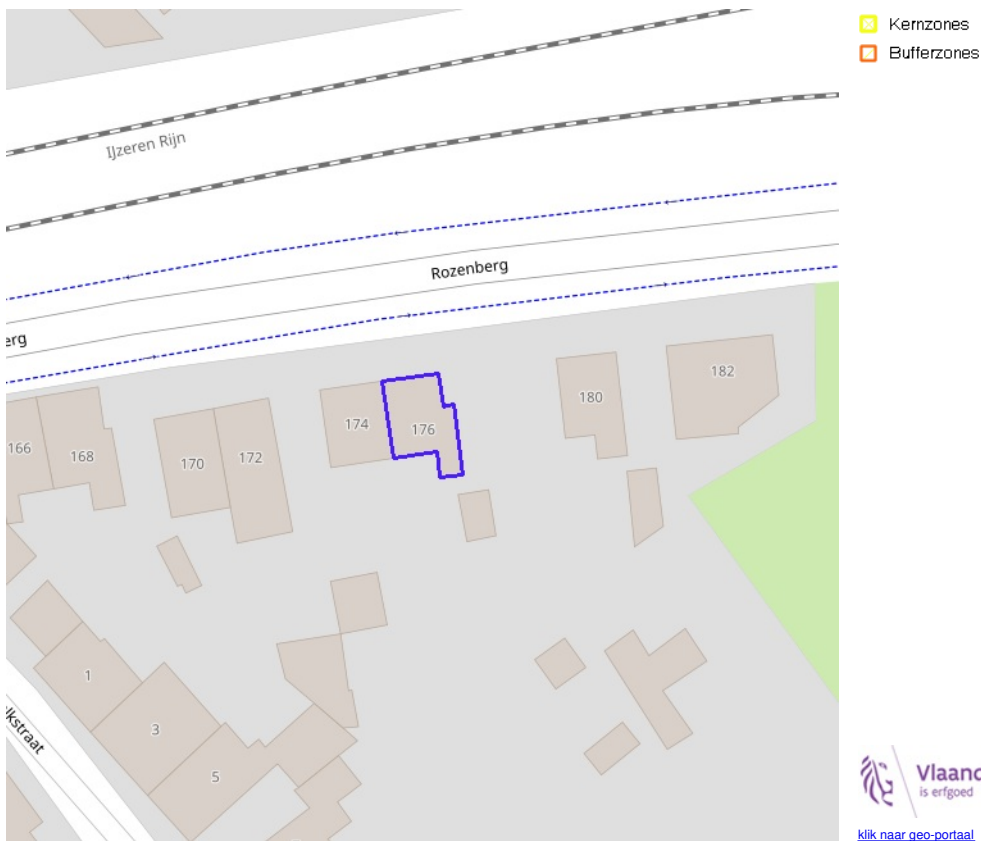 Kernzones
Bufferzones
IJzeren Rijn
Rozenberg
erg
182
180
174
176
166
168
170
172
1
3
5
lkstraat
Vlaand
is erfgoed
klik naar geo-portaal